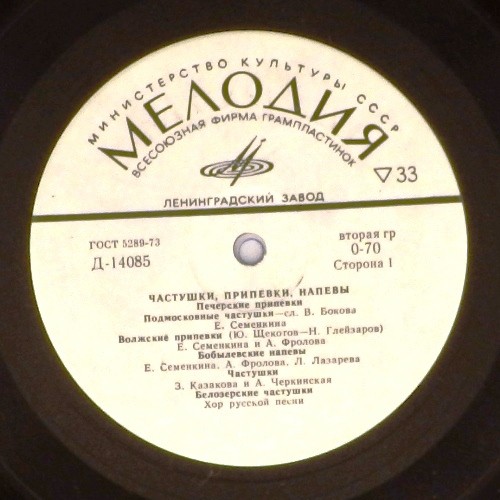 МИНИСТЕРСТВО КУЛЬТУРЫ СССР
МЕЛОДИЯ
ВСЕСОЮЗНАЯ ФИРМА ГРАМПЛАСТИНОК
▽33
ЛЕНИНГРАДСКИЙ ЗАВОД
ГОСТ 5289-73
Д-14085
вторая гр
0-70
Сторона 1
ЧАСТУШКИ, ПРИПЕВКИ, НАПЕВЫ
Печерские припевки
Подмосковные частушки—сл. В. Бокова
Е. Семенкина
Волжские припевки (Ю. Щекотов—Н. Глейзаров)
Е. Семенкина и А. Фролова
Бобылевские напевы
Е. Семенкина, А. Фролова, Л. Лазарева
Частушки
З. Казакова и А. Черкинская
Белозерские частушки
Хор русской песни